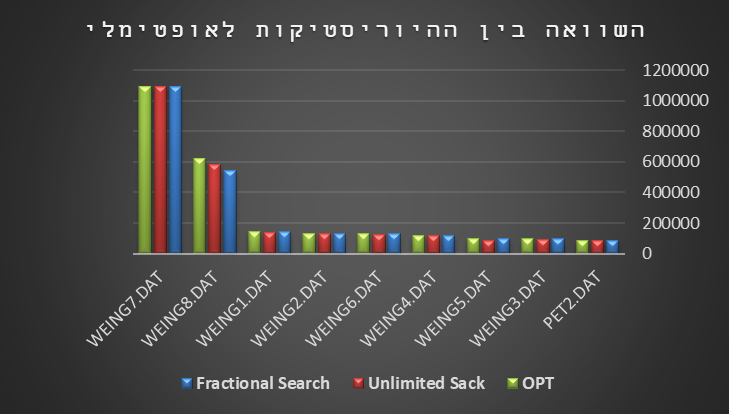 השוואה בין ההיוריסטיקות לאופטימלי
1200000
1000000
800000
600000
400000
200000
0
WEING7.DAT
WEING8.DAT
WEING1.DAT
WEING2.DAT
WEING6.DAT
WEING4.DAT
WEING5.DAT
WEING3.DAT
PET2.DAT
Fractional Search Unlimited Sack OPT